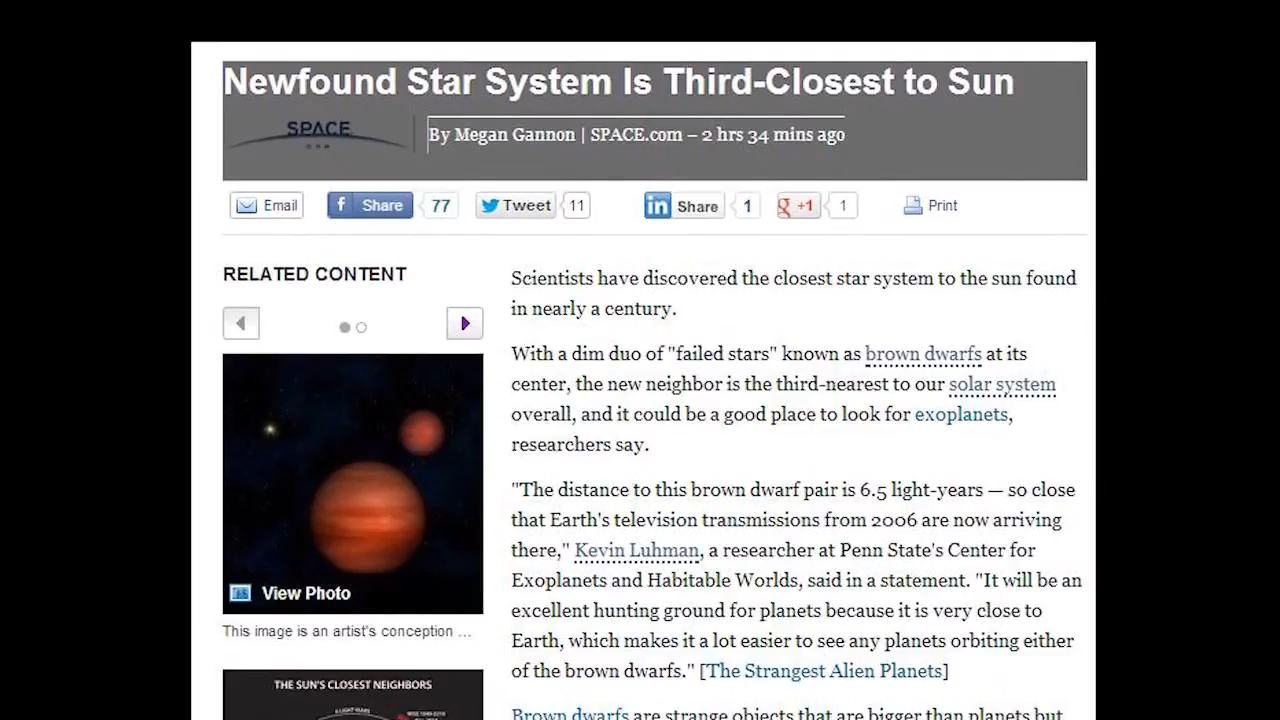 Newfound Star System Is Third-Closest to Sun
SPACE
.COM
By Megan Gannon | SPACE.com – 2 hrs 34 mins ago
Email
Share 77
Tweet 11
in Share 1
g +1 1
Print
RELATED CONTENT
View Photo
This image is an artist's conception ...
THE SUN'S CLOSEST NEIGHBORS
Scientists have discovered the closest star system to the sun found
in nearly a century.
With a dim duo of "failed stars" known as brown dwarfs at its
center, the new neighbor is the third-nearest to our solar system
overall, and it could be a good place to look for exoplanets,
researchers say.
"The distance to this brown dwarf pair is 6.5 light-years — so close
that Earth's television transmissions from 2006 are now arriving
there," Kevin Luhman, a researcher at Penn State's Center for
Exoplanets and Habitable Worlds, said in a statement. "It will be an
excellent hunting ground for planets because it is very close to
Earth, which makes it a lot easier to see any planets orbiting either
of the brown dwarfs." [The Strangest Alien Planets]
Brown dwarfs are strange objects that are bigger than planets but